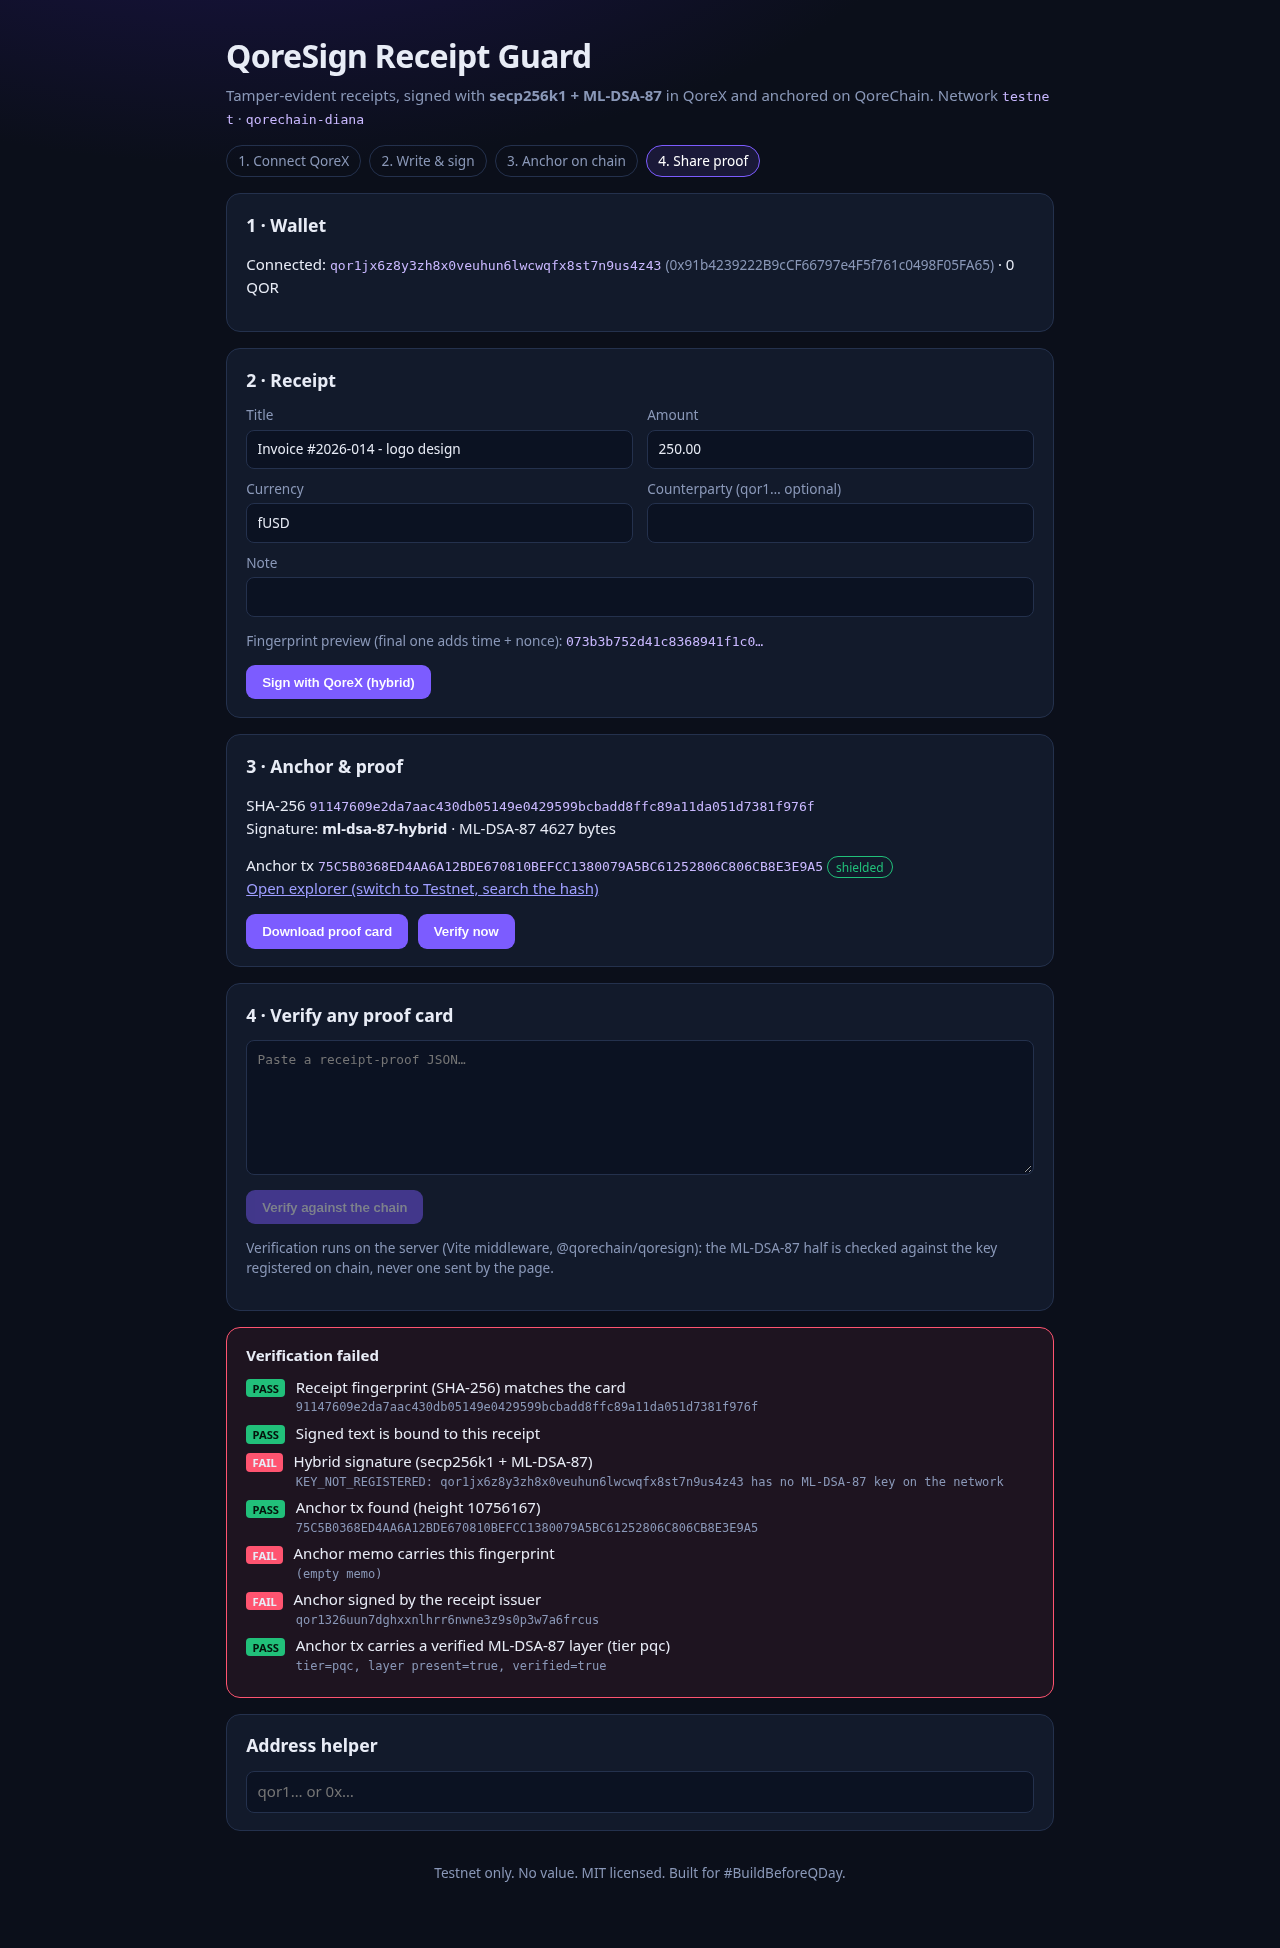 QoreSign Receipt Guard
Tamper-evident receipts, signed with secp256k1 + ML-DSA-87 in QoreX and anchored on QoreChain. Network testne
t · qorechain-diana
1. Connect QoreX
2. Write & sign
3. Anchor on chain
4. Share proof
1 · Wallet
Connected: qor1jx6z8y3zh8x0veuhun6lwcwqfx8st7n9us4z43 (0x91b4239222B9cCF66797e4F5f761c0498F05FA65) · 0
QOR
2 · Receipt
Title
Amount
Invoice #2026-014 - logo design
250.00
Currency
Counterparty (qor1… optional)
fUSD
Note
Fingerprint preview (final one adds time + nonce): 073b3b752d41c8368941f1c0…
Sign with QoreX (hybrid)
3 · Anchor & proof
SHA-256 91147609e2da7aac430db05149e0429599bcbadd8ffc89a11da051d7381f976f
Signature: ml-dsa-87-hybrid · ML-DSA-87 4627 bytes
Anchor tx 75C5B0368ED4AA6A12BDE670810BEFCC1380079A5BC61252806C806CB8E3E9A5 shielded
Open explorer (switch to Testnet, search the hash)
Download proof card
Verify now
4 · Verify any proof card
Paste a receipt-proof JSON…
Verify against the chain
Verification runs on the server (Vite middleware, @qorechain/qoresign): the ML-DSA-87 half is checked against the key
registered on chain, never one sent by the page.
Verification failed
PASS Receipt fingerprint (SHA-256) matches the card
91147609e2da7aac430db05149e0429599bcbadd8ffc89a11da051d7381f976f
PASS Signed text is bound to this receipt
FAIL Hybrid signature (secp256k1 + ML-DSA-87)
KEY_NOT_REGISTERED: qor1jx6z8y3zh8x0veuhun6lwcwqfx8st7n9us4z43 has no ML-DSA-87 key on the network
PASS Anchor tx found (height 10756167)
75C5B0368ED4AA6A12BDE670810BEFCC1380079A5BC61252806C806CB8E3E9A5
FAIL Anchor memo carries this fingerprint
(empty memo)
FAIL Anchor signed by the receipt issuer
qor1326uun7dghxxnlhrr6nwne3z9s0p3w7a6frcus
PASS Anchor tx carries a verified ML-DSA-87 layer (tier pqc)
tier=pqc, layer present=true, verified=true
Address helper
qor1… or 0x…
Testnet only. No value. MIT licensed. Built for #BuildBeforeQDay.